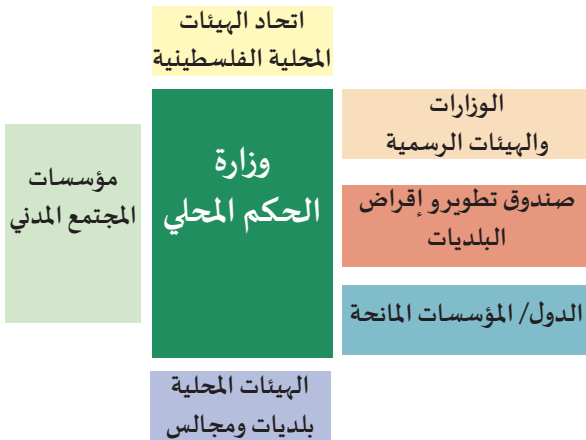 اتحاد الهيئات
المحلية الفلسطينية
الوزارات
والهيئات الرسمية
وزارة
الحكم المحلي
مؤسسات
المجتمع المدني
صندوق تطوير و إقراض
البلديات
الدول/ المؤسسات المانحة
الهيئات المحلية
بلديات ومجالس